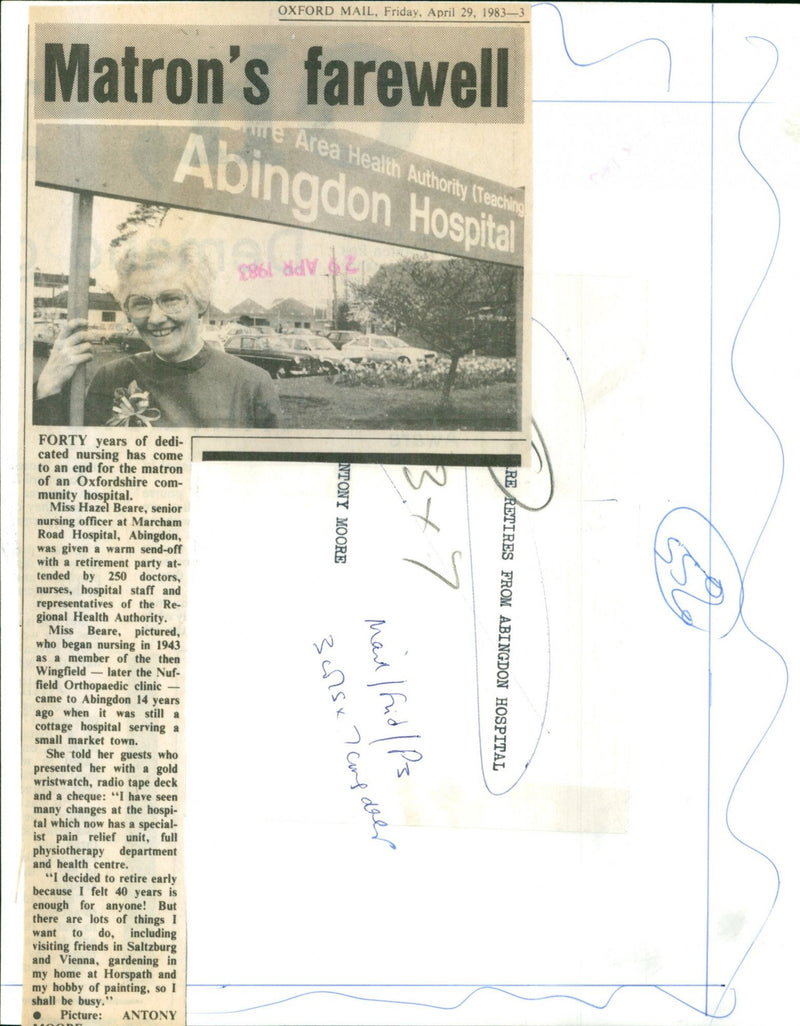 OXFORD MAIL, Friday, April 29, 1983—3
Matron's farewell
hire Area Health Authority (Teaching
Abingdon Hospital
29 APR 1983
FORTY years of dedi-
cated nursing has come
to an end for the matron
of an Oxfordshire com-
munity hospital.
Miss Hazel Beare, senior
nursing officer at Marcham
Road Hospital, Abingdon,
was given a warm send-off
with a retirement party at-
tended by 250 doctors,
nurses, hospital staff and
representatives of the Re-
gional Health Authority.
Miss Beare, pictured,
who began nursing in 1943
as a member of the then
Wingfield — later the Nuf-
field Orthopaedic clinic —
came to Abingdon 14 years
ago when it was still a
cottage hospital serving a
small market town.
She told her guests who
presented her with a gold
wristwatch, radio tape deck
and a cheque: "I have seen
many changes at the hospi-
tal which now has a special-
ist pain relief unit, full
physiotherapy department
and health centre.
"I decided to retire early
because I felt 40 years is
enough for anyone! But
there are lots of things I
want to do, including
visiting friends in Saltzburg
and Vienna, gardening in
my home at Horspath and
my hobby of painting, so I
shall be busy."
● Picture: ANTONY
MOORE
RE RETIRES FROM ABINGDON HOSPITAL
NTONY MOORE
3 x 7
Mail/Frid/P3
3 cols x 7